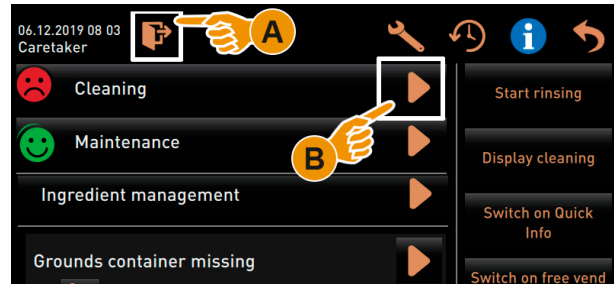 06.12.2019 08 03
Caretaker
A
Cleaning
Start rinsing
Maintenance
B
Display cleaning
Ingredient management
Switch on Quick
Info
Grounds container missing
Switch on free vend